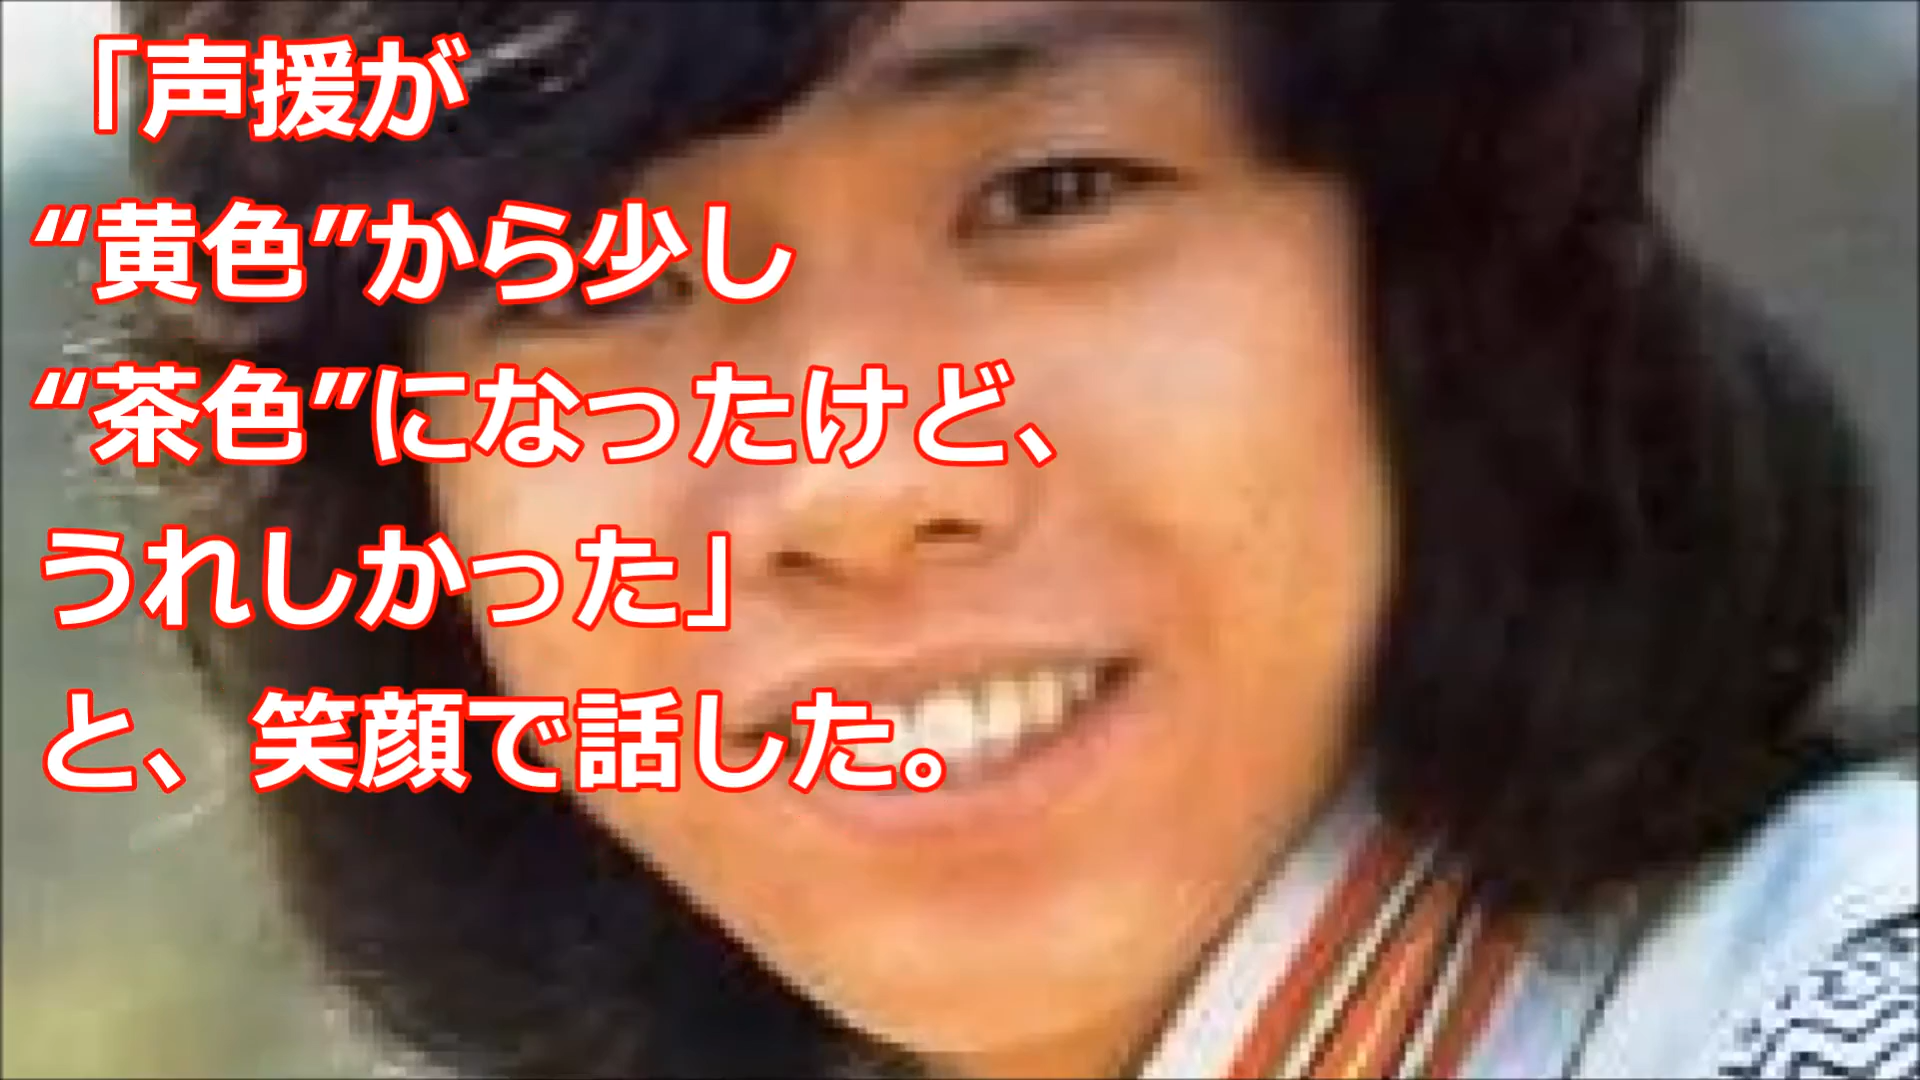 「声援が
“黄色”から少し
“茶色”になったけど、
うれしかった」
と、笑顔で話した。